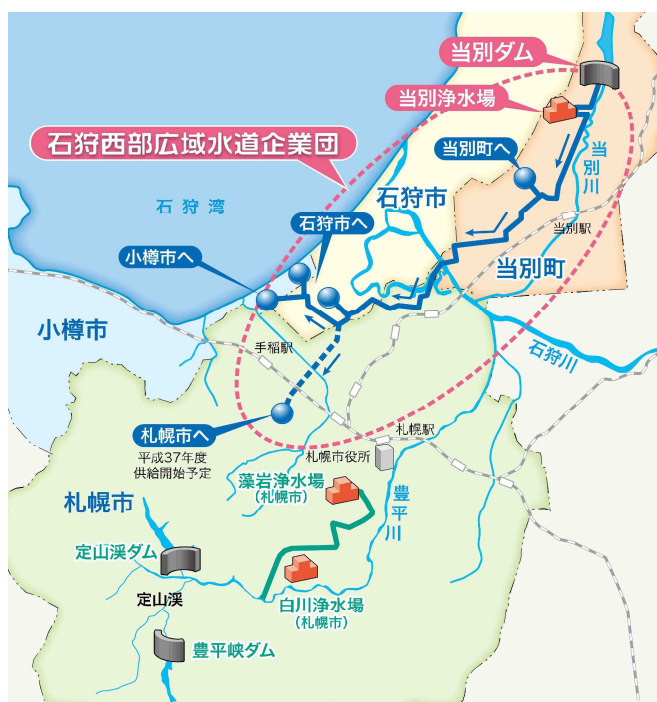 当別ダム
当別浄水場
石狩西部広域水道企業団
当別町へ
当別川
石狩市
石狩湾
石狩市へ
当別駅
小樽市へ
当別町
小樽市
手稲駅
石狩川
札幌市へ
平成37年度
供給開始予定
札幌駅
札幌市役所
藻岩浄水場
(札幌市)
豊平川
札幌市
定山渓ダム
定山渓
白川浄水場
(札幌市)
豊平峡ダム